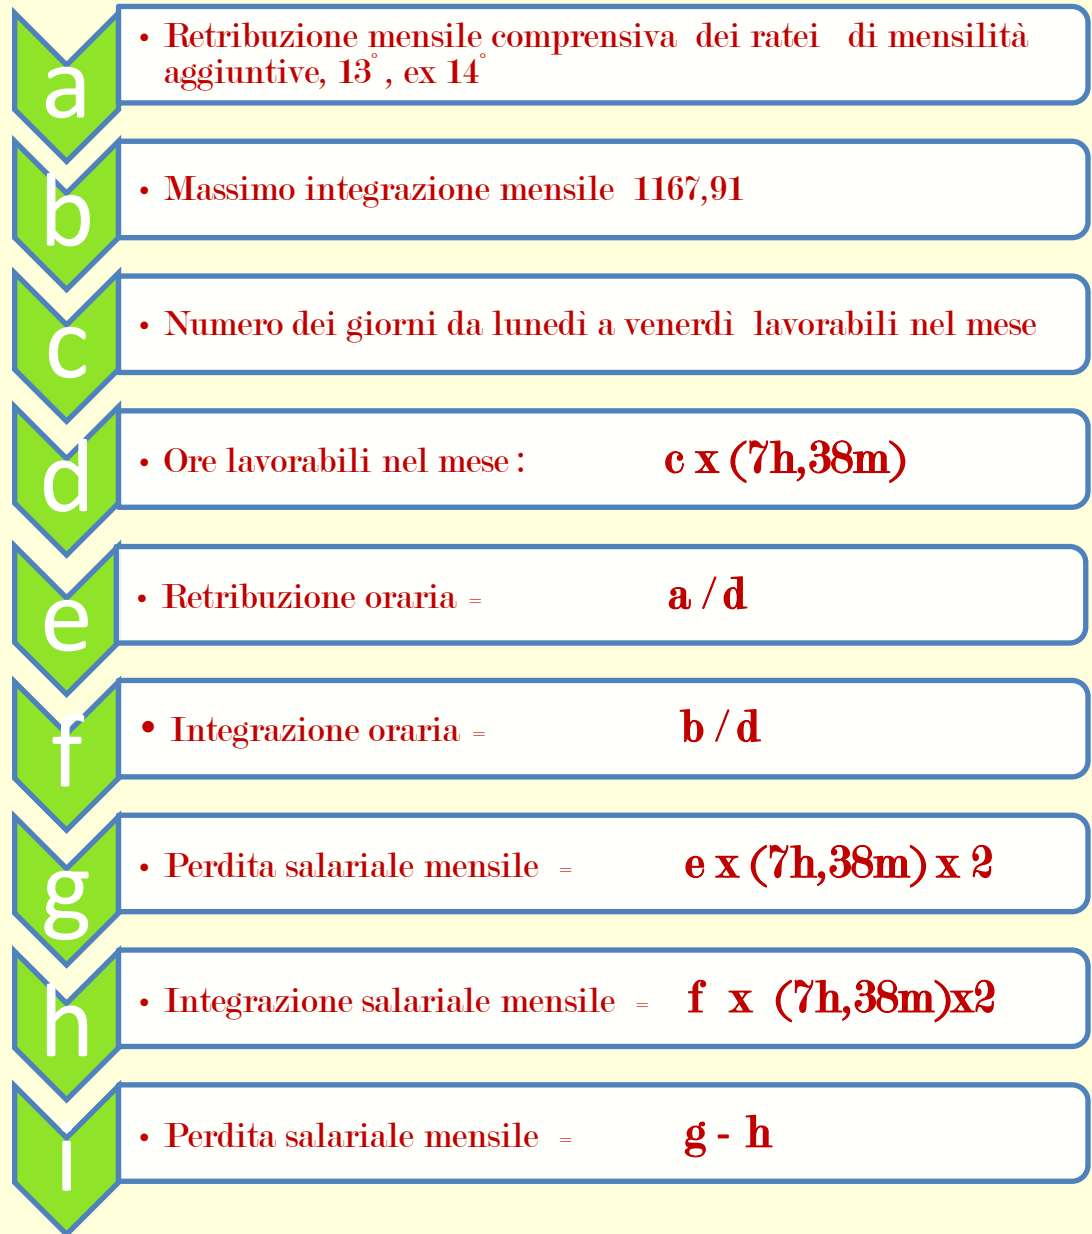 a
• Retribuzione mensile comprensiva dei ratei di mensilità
aggiuntive, 13°, ex 14°
b
• Massimo integrazione mensile 1167,91
c
• Numero dei giorni da lunedì a venerdì lavorabili nel mese
d
• Ore lavorabili nel mese: c x (7h,38m)
e
• Retribuzione oraria = a / d
f
• Integrazione oraria = b / d
g
• Perdita salariale mensile = e x (7h,38m) x 2
h
• Integrazione salariale mensile = f x (7h,38m)x2
ı
• Perdita salariale mensile = g - h